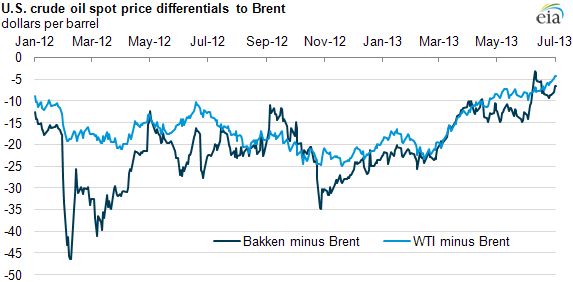 U.S. crude oil spot price differentials to Brent
dollars per barrel
eia
Jan-12 Mar-12 May-12 Jul-12 Sep-12 Nov-12 Jan-13 Mar-13 May-13 Jul-13
0
-5
-10
-15
-20
-25
-30
-35
-40
-45
-50
Bakken minus Brent WTI minus Brent